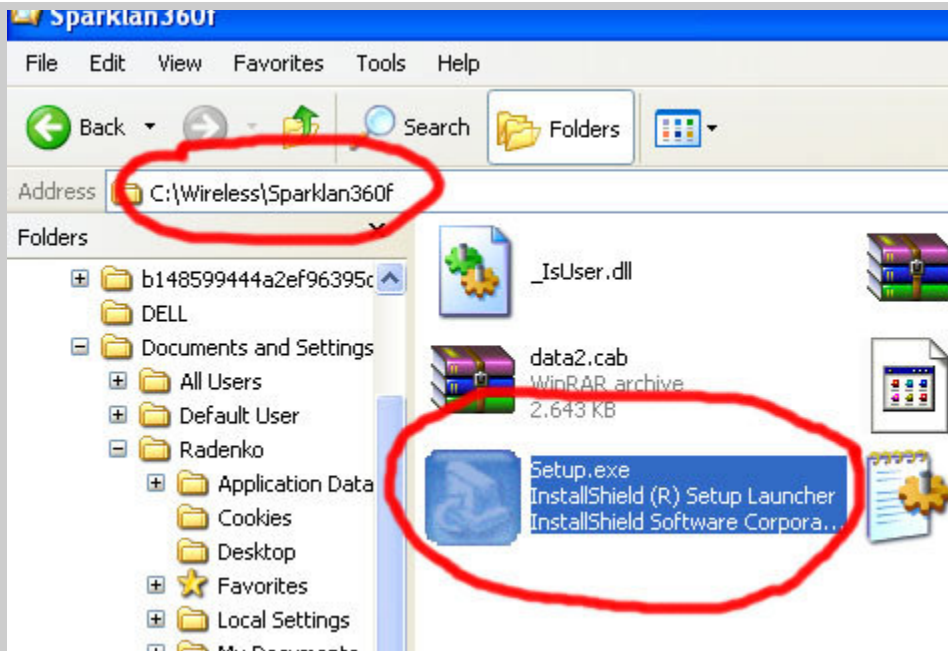 Sparklan360f
File Edit View Favorites Tools Help
Back Search Folders
Address C:\Wireless\Sparklan360f
Folders
b148599444a2ef96395c
DELL
Documents and Settings
All Users
Default User
Radenko
Application Data
Cookies
Desktop
Favorites
Local Settings
My Documents
_IsUser.dll
data2.cab
WinRAR archive
2.643 KB
Setup.exe
InstallShield (R) Setup Launcher
InstallShield Software Corpora...